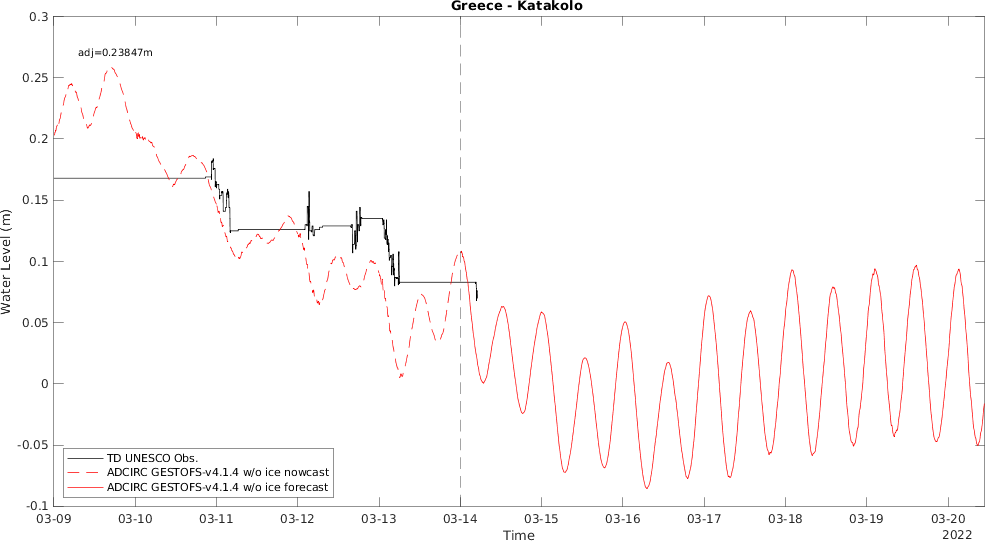 Greece - Katakolo
adj=0.23847m
0.3
0.25
0.2
0.15
0.1
0.05
0
-0.05
-0.1
Water Level (m)
TD UNESCO Obs.
ADCIRC GESTOFS-v4.1.4 w/o ice nowcast
ADCIRC GESTOFS-v4.1.4 w/o ice forecast
03-09 03-10 03-11 03-12 03-13 03-14 03-15 03-16 03-17 03-18 03-19 03-20
Time
2022